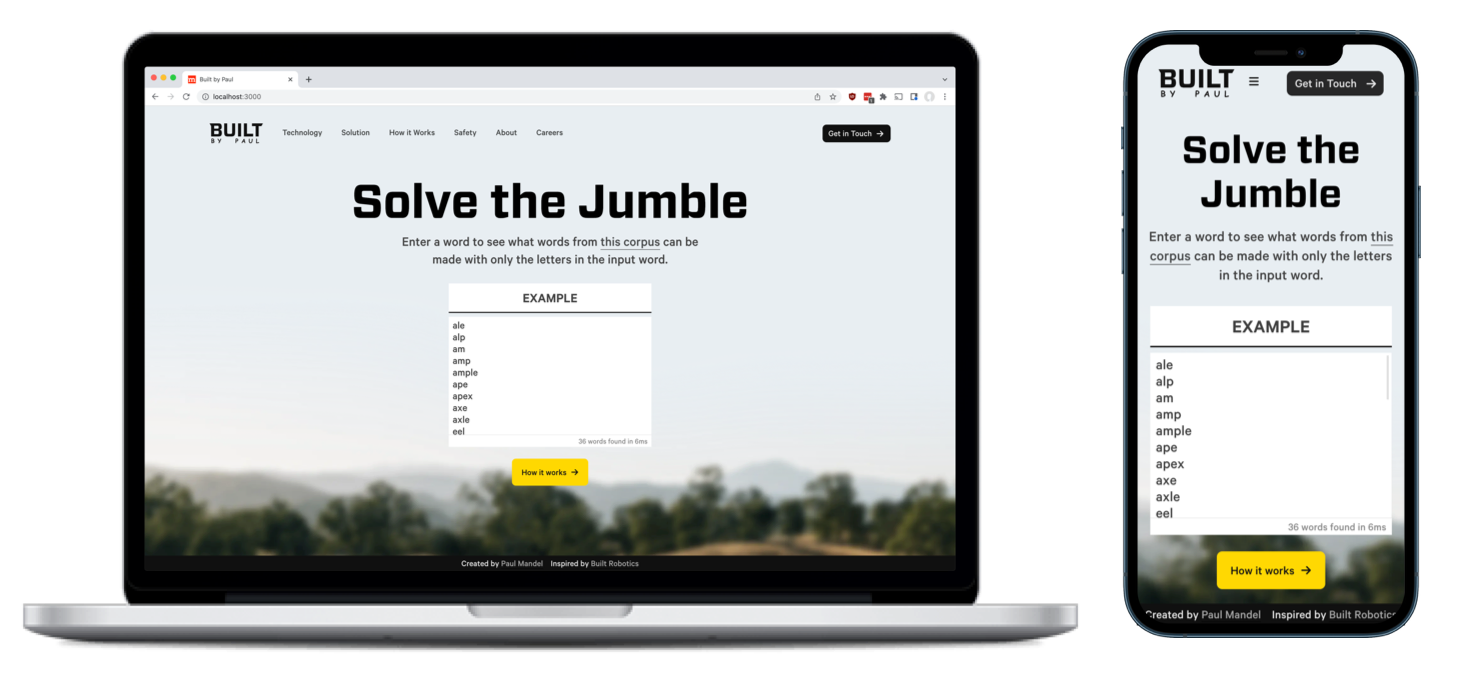 Built by Paul
localhost:3000
BUILT
BY PAUL
Technology Solution How it Works Safety About Careers
Get in Touch →
Solve the Jumble
Enter a word to see what words from this corpus can be
made with only the letters in the input word.
EXAMPLE
ale
alp
am
amp
ample
ape
apex
axe
axle
eel
36 words found in 6ms
How it works →
Created by Paul Mandel Inspired by Built Robotics
BUILT
BY PAUL
Get in Touch →
Solve the
Jumble
Enter a word to see what words from this
corpus can be made with only the letters
in the input word.
EXAMPLE
ale
alp
am
amp
ample
ape
apex
axe
axle
eel
36 words found in 6ms
How it works →
Created by Paul Mandel Inspired by Built Robotics